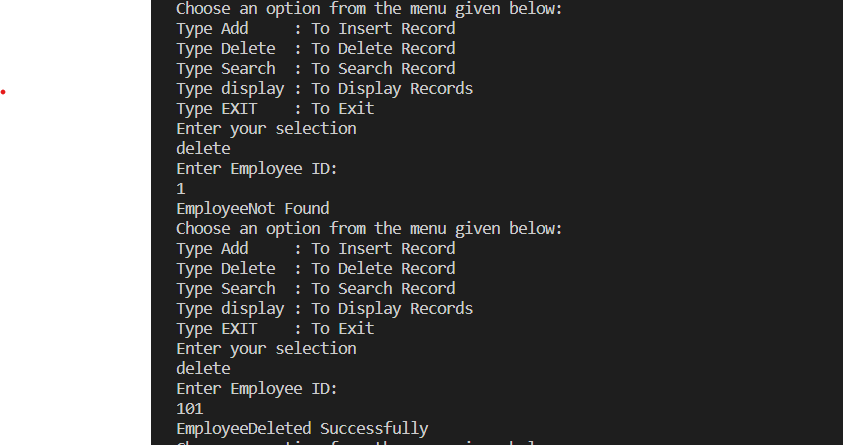 Choose an option from the menu given below:
Type Add     : To Insert Record
Type Delete  : To Delete Record
Type Search  : To Search Record
Type display : To Display Records
Type EXIT    : To Exit
Enter your selection
delete
Enter Employee ID:
1
EmployeeNot Found
Choose an option from the menu given below:
Type Add     : To Insert Record
Type Delete  : To Delete Record
Type Search  : To Search Record
Type display : To Display Records
Type EXIT    : To Exit
Enter your selection
delete
Enter Employee ID:
101
EmployeeDeleted Successfully